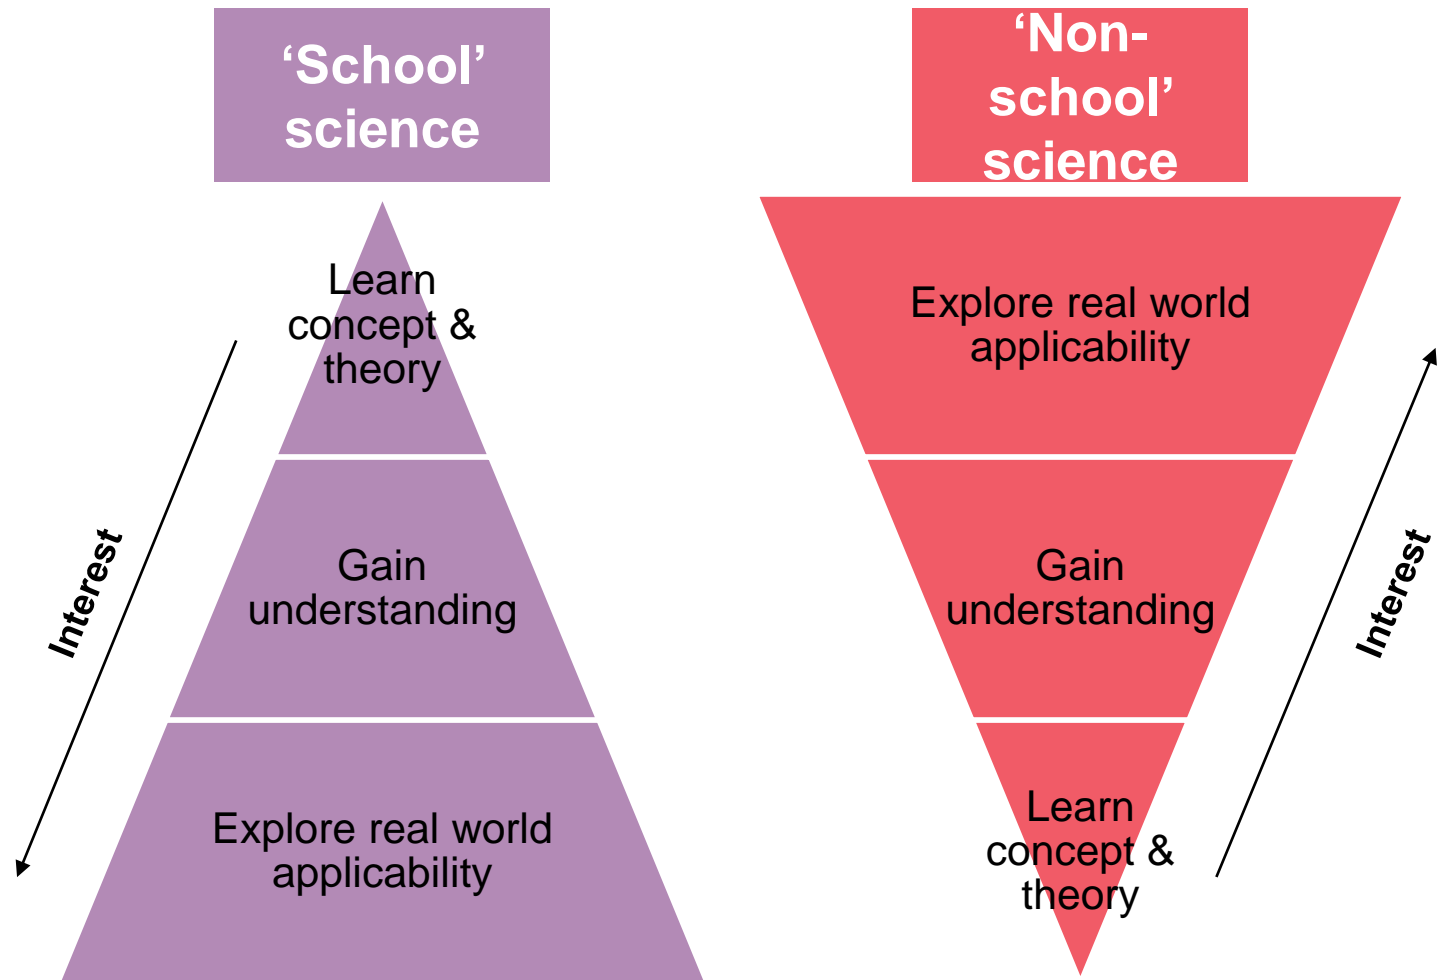 ‘School’
science
Learn
concept &
theory
Gain
understanding
Explore real world
applicability
Interest
‘Non-
school’
science
Explore real world
applicability
Gain
understanding
Learn
concept &
theory
Interest